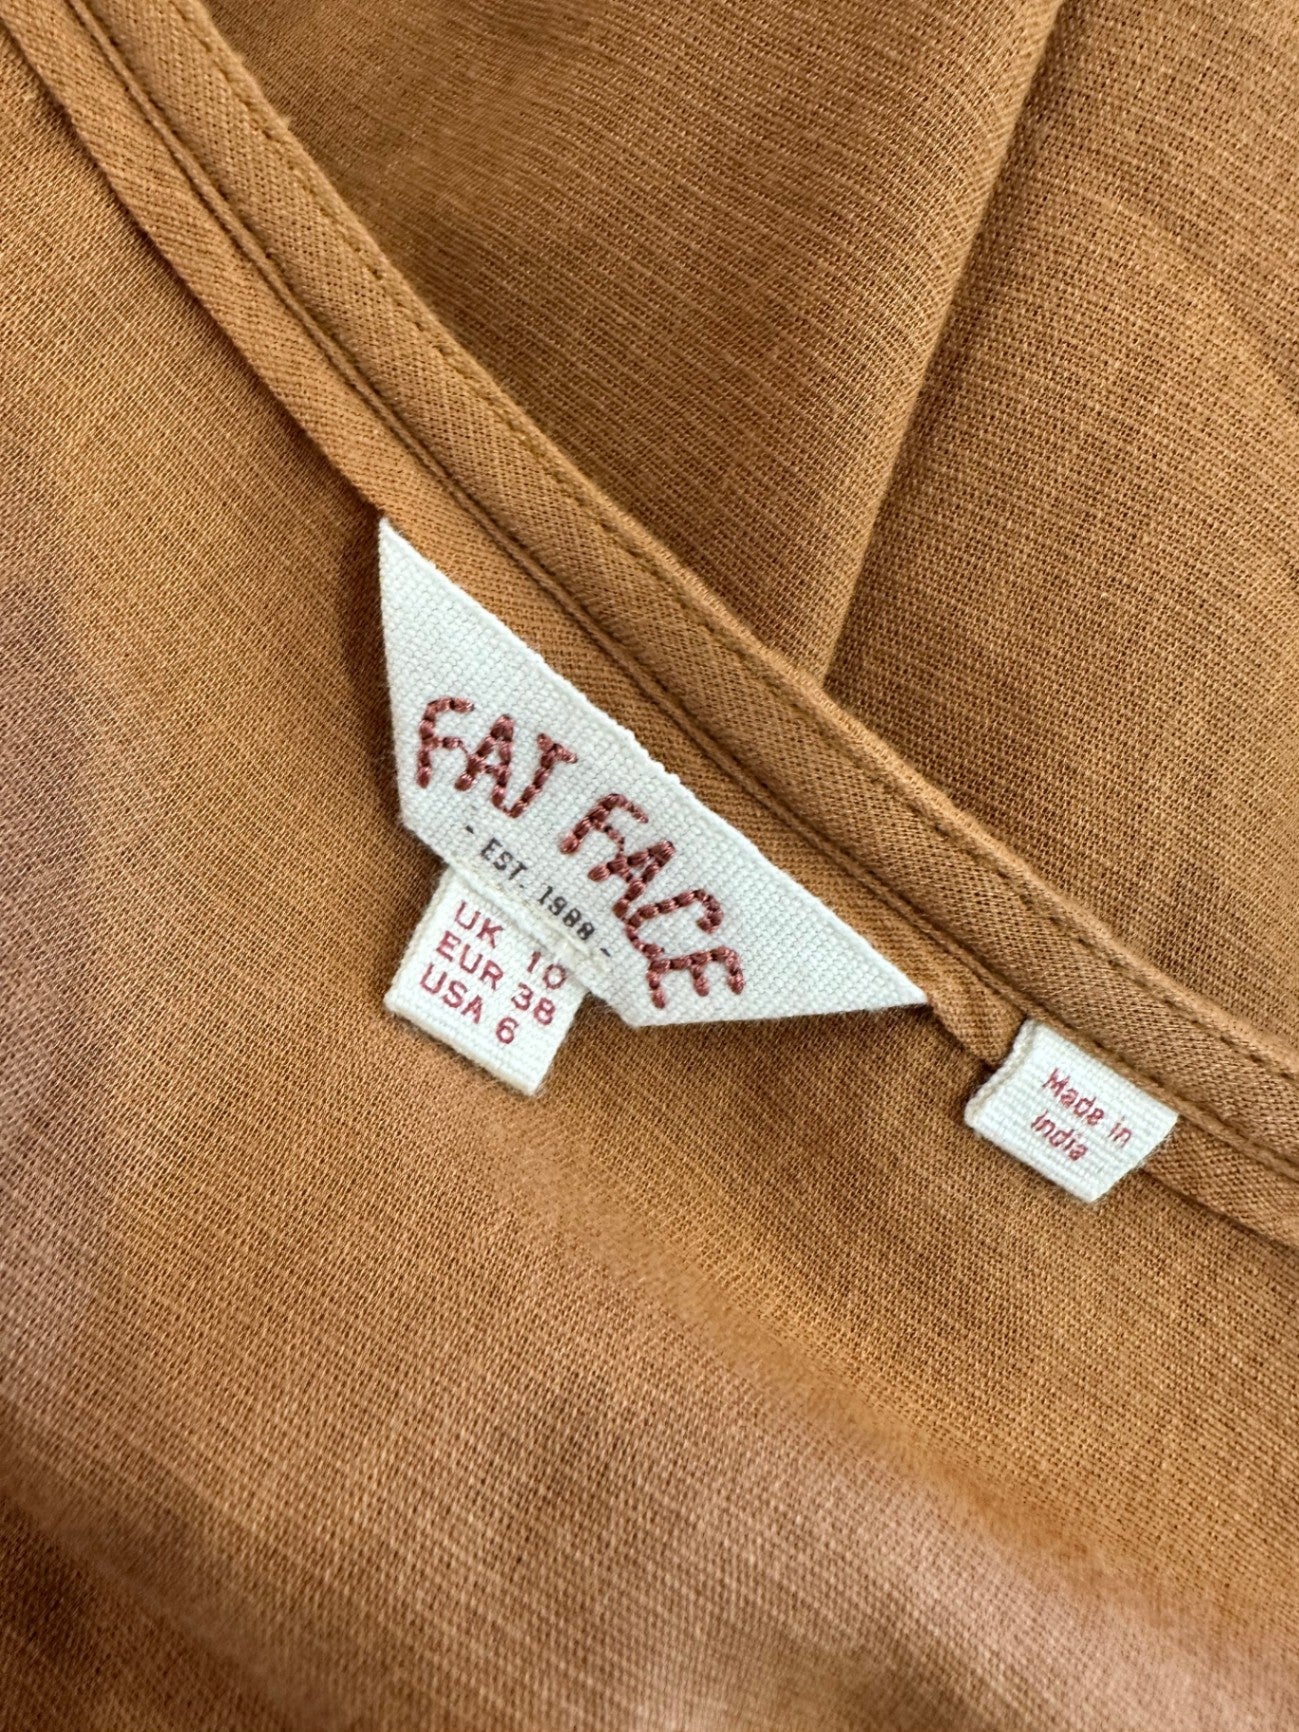 FAT FACE
- EST. 1988 -
UK 10
EUR 38
USA 6
Made in
India